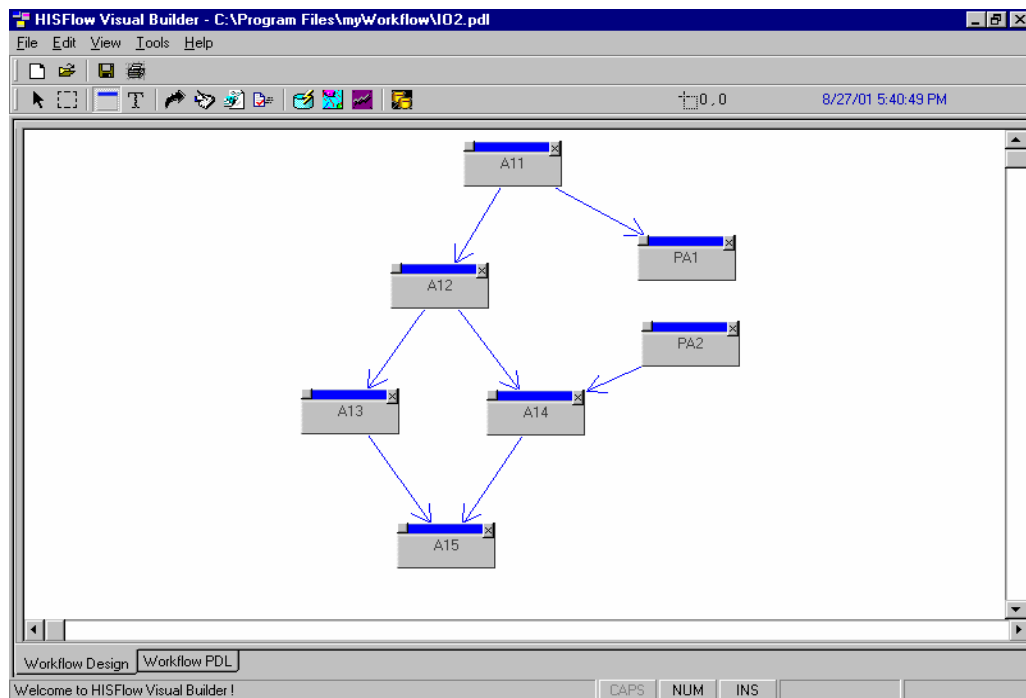 HISFlow Visual Builder - C:\Program Files\myWorkflow\IO2.pdl
File Edit View Tools Help
T
0 , 0
8/27/01 5:40:49 PM
A11
PA1
A12
PA2
A13
A14
A15
Workflow Design Workflow PDL
Welcome to HISFlow Visual Builder ! CAPS NUM INS